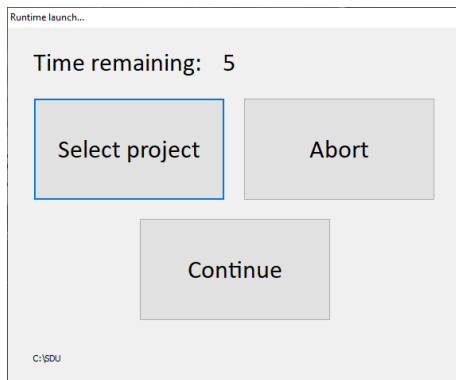 Runtime launch...
Time remaining: 5
Select project
Abort
Continue
C:\SDU